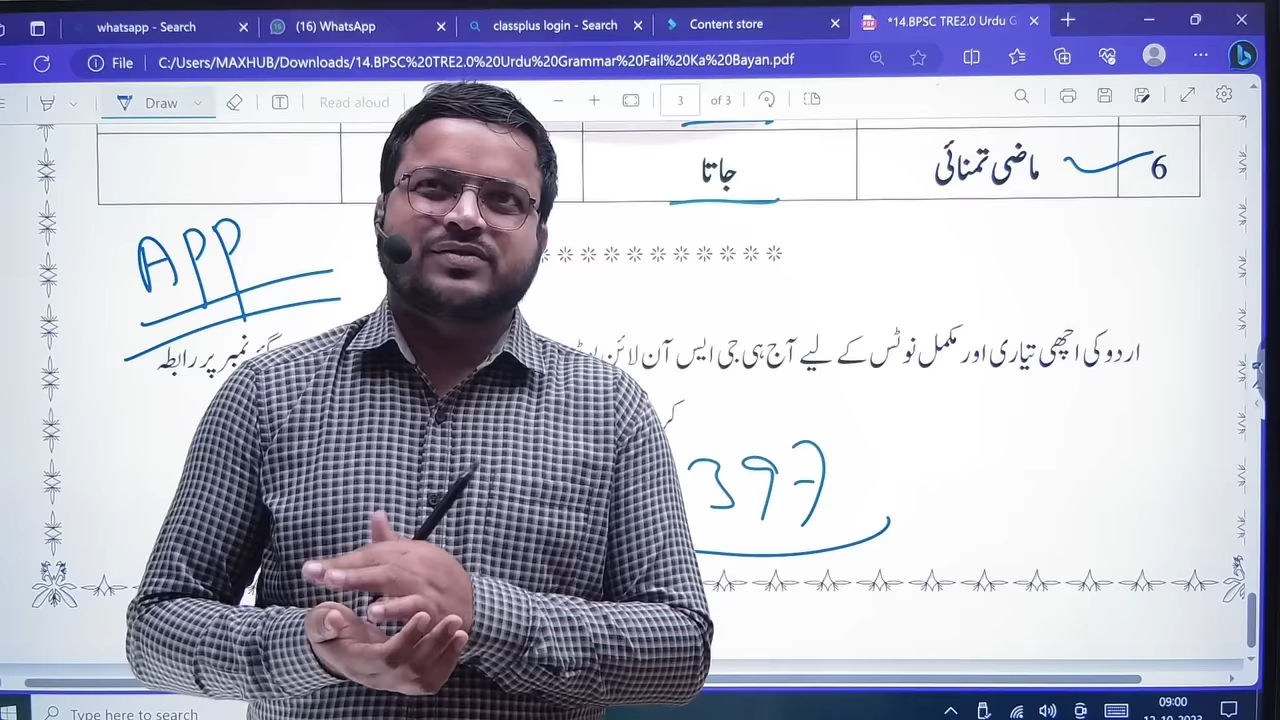 whatsapp - Search
(16) WhatsApp
classplus login - Search
Content store
*14.BPSC TRE2.0 Urdu G
File C:/Users/MAXHUB/Downloads/14.BPSC%20TRE2.0%20Urdu%20Grammar%20Fail%20Ka%20Bayan.pdf
Draw
Read aloud
3 of 3
6 ماضی تمنائی جاتا
APP
اردو کی اچھی تیاری اور مکمل نوٹس کے لیے آج ہی جی ایس آن لائن نمبر پر رابطہ
397
Type here to search
09:00
12-10-2023